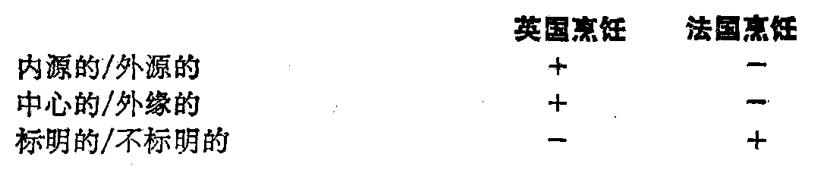 英国烹饪 法国烹饪
内源的/外源的 + −
中心的/外缘的 + −
标明的/不标明的 − +